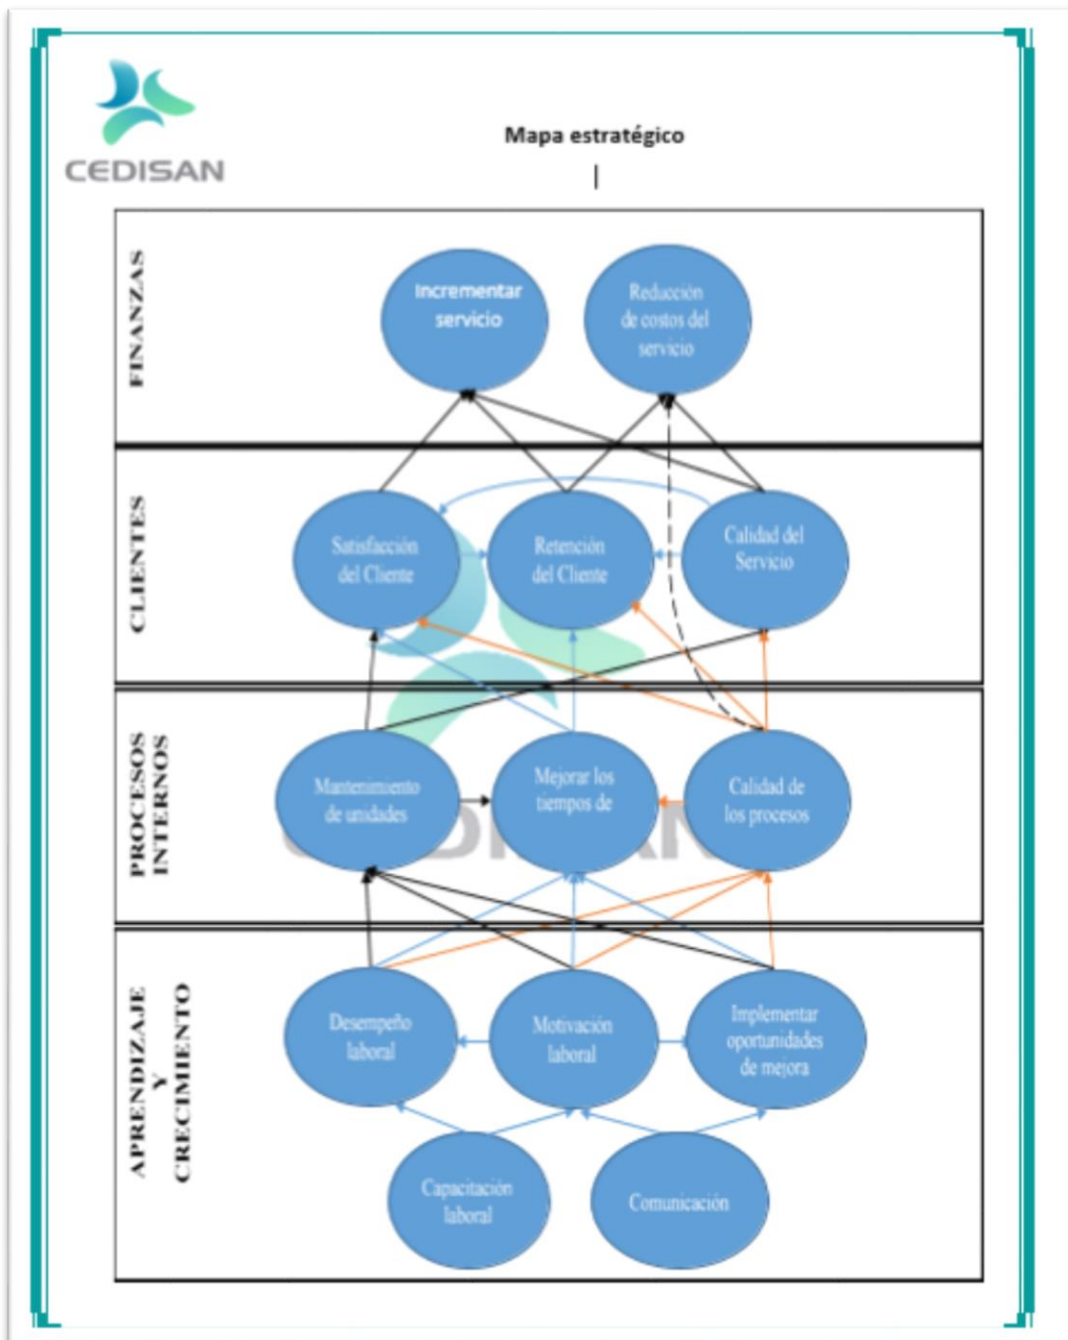 CEDISAN
Mapa estratégico
FINANZAS
Incrementar
servicio
Reducción
de costos del
servicio
CLIENTES
Satisfacción
del Cliente
Retención
del Cliente
Calidad del
Servicio
PROCESOS
INTERNOS
Mantenimiento
de unidades
Mejorar los
tiempos de
Calidad de
los procesos
APRENDIZAJE
Y
CRECIMIENTO
Desempeño
laboral
Motivación
laboral
Implementar
oportunidades
de mejora
Capacitación
laboral
Comunicación